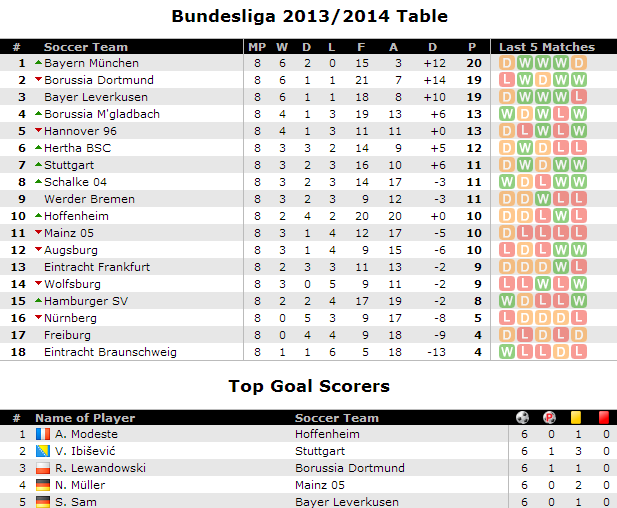 Bundesliga 2013/2014 Table
# Soccer Team MP W D L F A D P Last 5 Matches
1 Bayern München 8 6 2 0 15 3 +12 20 D W W W D
2 Borussia Dortmund 8 6 1 1 21 7 +14 19 L W D W W
3 Bayer Leverkusen 8 6 1 1 18 8 +10 19 D W W W L
4 Borussia M'gladbach 8 4 1 3 19 13 +6 13 W D W L W
5 Hannover 96 8 4 1 3 11 11 +0 13 D L W L W
6 Hertha BSC 8 3 3 2 14 9 +5 12 D W D L L
7 Stuttgart 8 3 2 3 16 10 +6 11 D W D W W
8 Schalke 04 8 3 2 3 14 17 -3 11 W D L W W
9 Werder Bremen 8 3 2 3 9 12 -3 11 D D W L L
10 Hoffenheim 8 2 4 2 20 20 +0 10 D D L L W
11 Mainz 05 8 3 1 4 12 17 -5 10 D L L L L
12 Augsburg 8 3 1 4 9 15 -6 10 L D L W W
13 Eintracht Frankfurt 8 2 3 3 11 13 -2 9 D D D W L
14 Wolfsburg 8 3 0 5 9 11 -2 9 L L W L W
15 Hamburger SV 8 2 2 4 17 19 -2 8 W D L L L
16 Nürnberg 8 0 5 3 9 17 -8 5 L D D D D
17 Freiburg 8 0 4 4 9 18 -9 4 D L D L D
18 Eintracht Braunschweig 8 1 1 6 5 18 -13 4 W L L D L
Top Goal Scorers
# Name of Player Soccer Team P
1 A. Modeste Hoffenheim 6 0 1 0
2 V. Ibišević Stuttgart 6 1 3 0
3 R. Lewandowski Borussia Dortmund 6 1 1 0
4 N. Müller Mainz 05 6 0 2 0
5 S. Sam Bayer Leverkusen 6 0 1 0